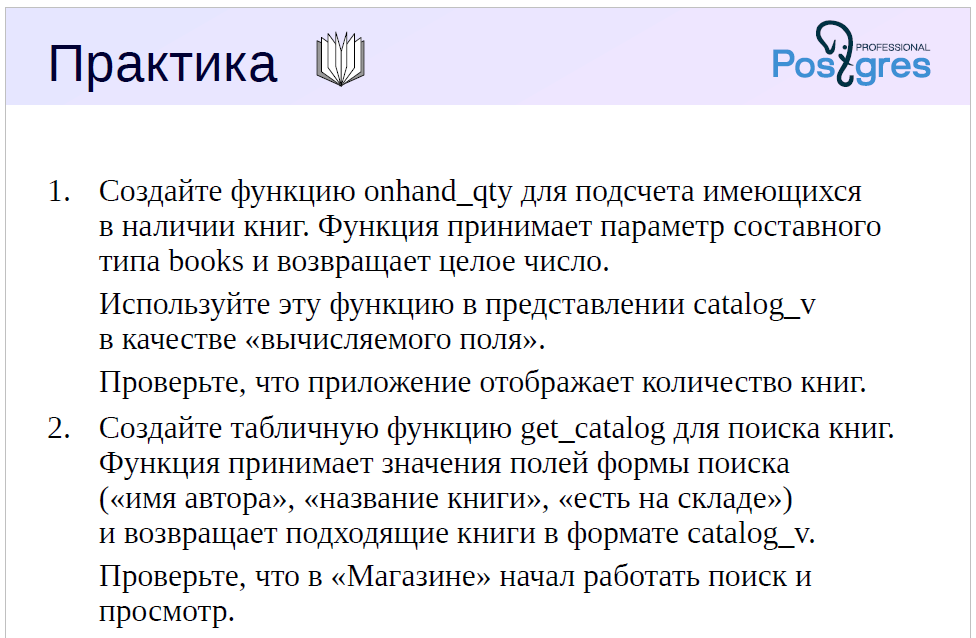 Практика
PROFESSIONAL
Postgres
1. Создайте функцию onhand_qty для подсчета имеющихся
в наличии книг. Функция принимает параметр составного
типа books и возвращает целое число.
Используйте эту функцию в представлении catalog_v
в качестве «вычисляемого поля».
Проверьте, что приложение отображает количество книг.
2. Создайте табличную функцию get_catalog для поиска книг.
Функция принимает значения полей формы поиска
(«имя автора», «название книги», «есть на складе»)
и возвращает подходящие книги в формате catalog_v.
Проверьте, что в «Магазине» начал работать поиск и
просмотр.